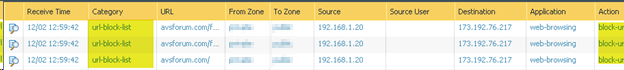 Receive Time Category URL From Zone To Zone Source Source User Destination Application Action
12/02 12:59:42 url-block-list avsforum.com/f... 192.168.1.20 173.192.76.217 web-browsing block-ur
12/02 12:59:42 url-block-list avsforum.com/f... 192.168.1.20 173.192.76.217 web-browsing block-ur
12/02 12:59:42 url-block-list avsforum.com/ 192.168.1.20 173.192.76.217 web-browsing block-ur